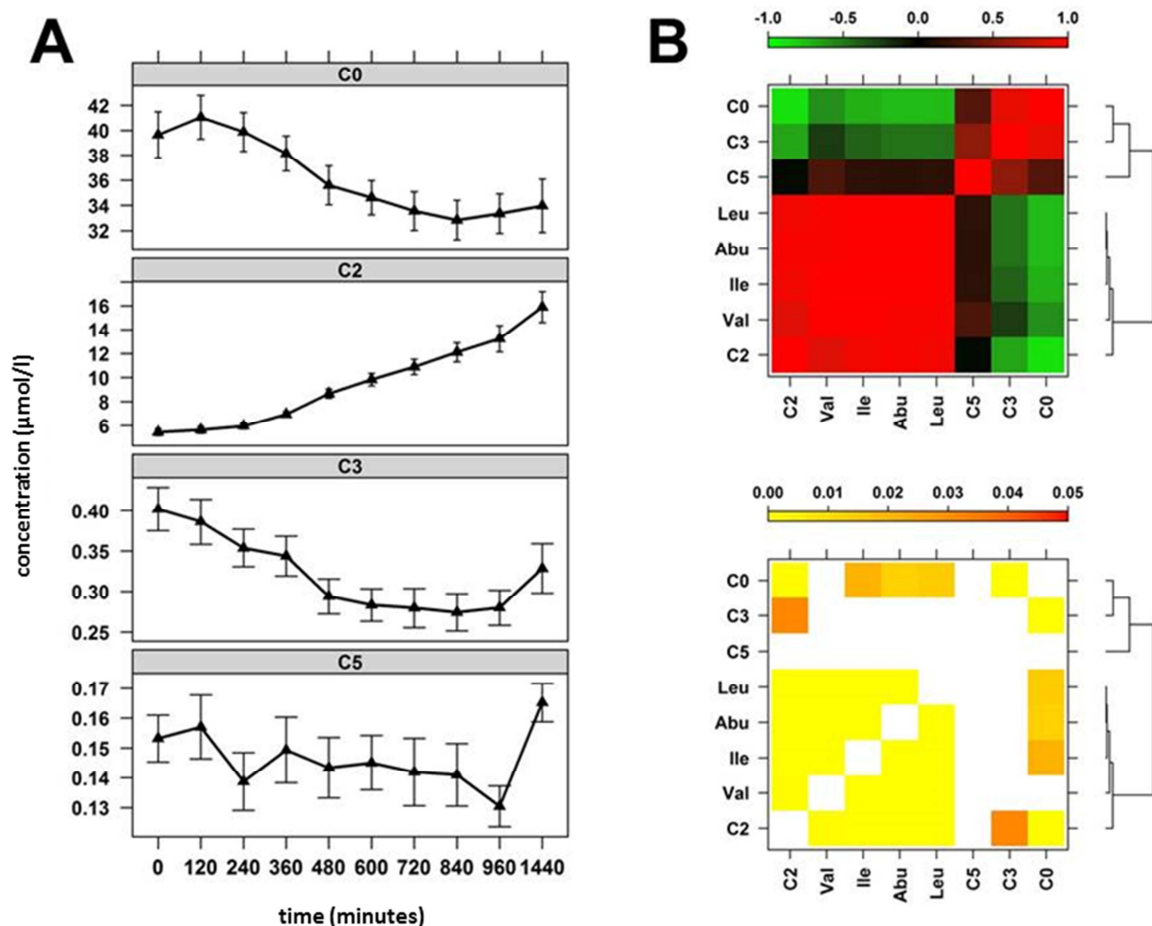 A
B
C0
42
40
38
36
34
32
C2
16
14
12
10
8
6
C3
0.40
0.35
0.30
0.25
C5
0.17
0.16
0.15
0.14
0.13
0 120 240 360 480 600 720 840 960 1440
time (minutes)
concentration (μmol/l)
-1.0 -0.5 0.0 0.5 1.0
C0
C3
C5
Leu
Abu
Ile
Val
C2
C2 Val Ile Abu Leu C5 C3 C0
0.00 0.01 0.02 0.03 0.04 0.05
C0
C3
C5
Leu
Abu
Ile
Val
C2
C2 Val Ile Abu Leu C5 C3 C0